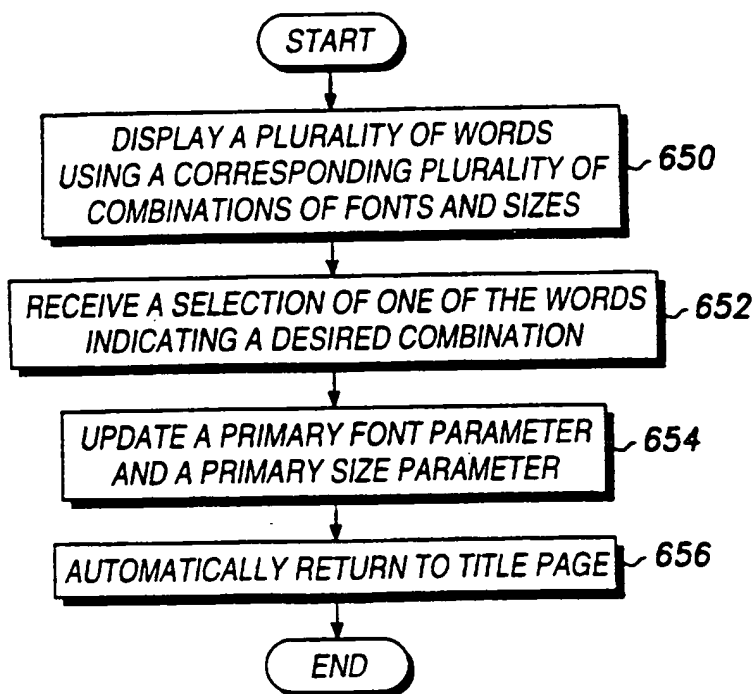 START
DISPLAY A PLURALITY OF WORDS
USING A CORRESPONDING PLURALITY OF
COMBINATIONS OF FONTS AND SIZES
650
RECEIVE A SELECTION OF ONE OF THE WORDS
INDICATING A DESIRED COMBINATION
652
UPDATE A PRIMARY FONT PARAMETER
AND A PRIMARY SIZE PARAMETER
654
AUTOMATICALLY RETURN TO TITLE PAGE
656
END